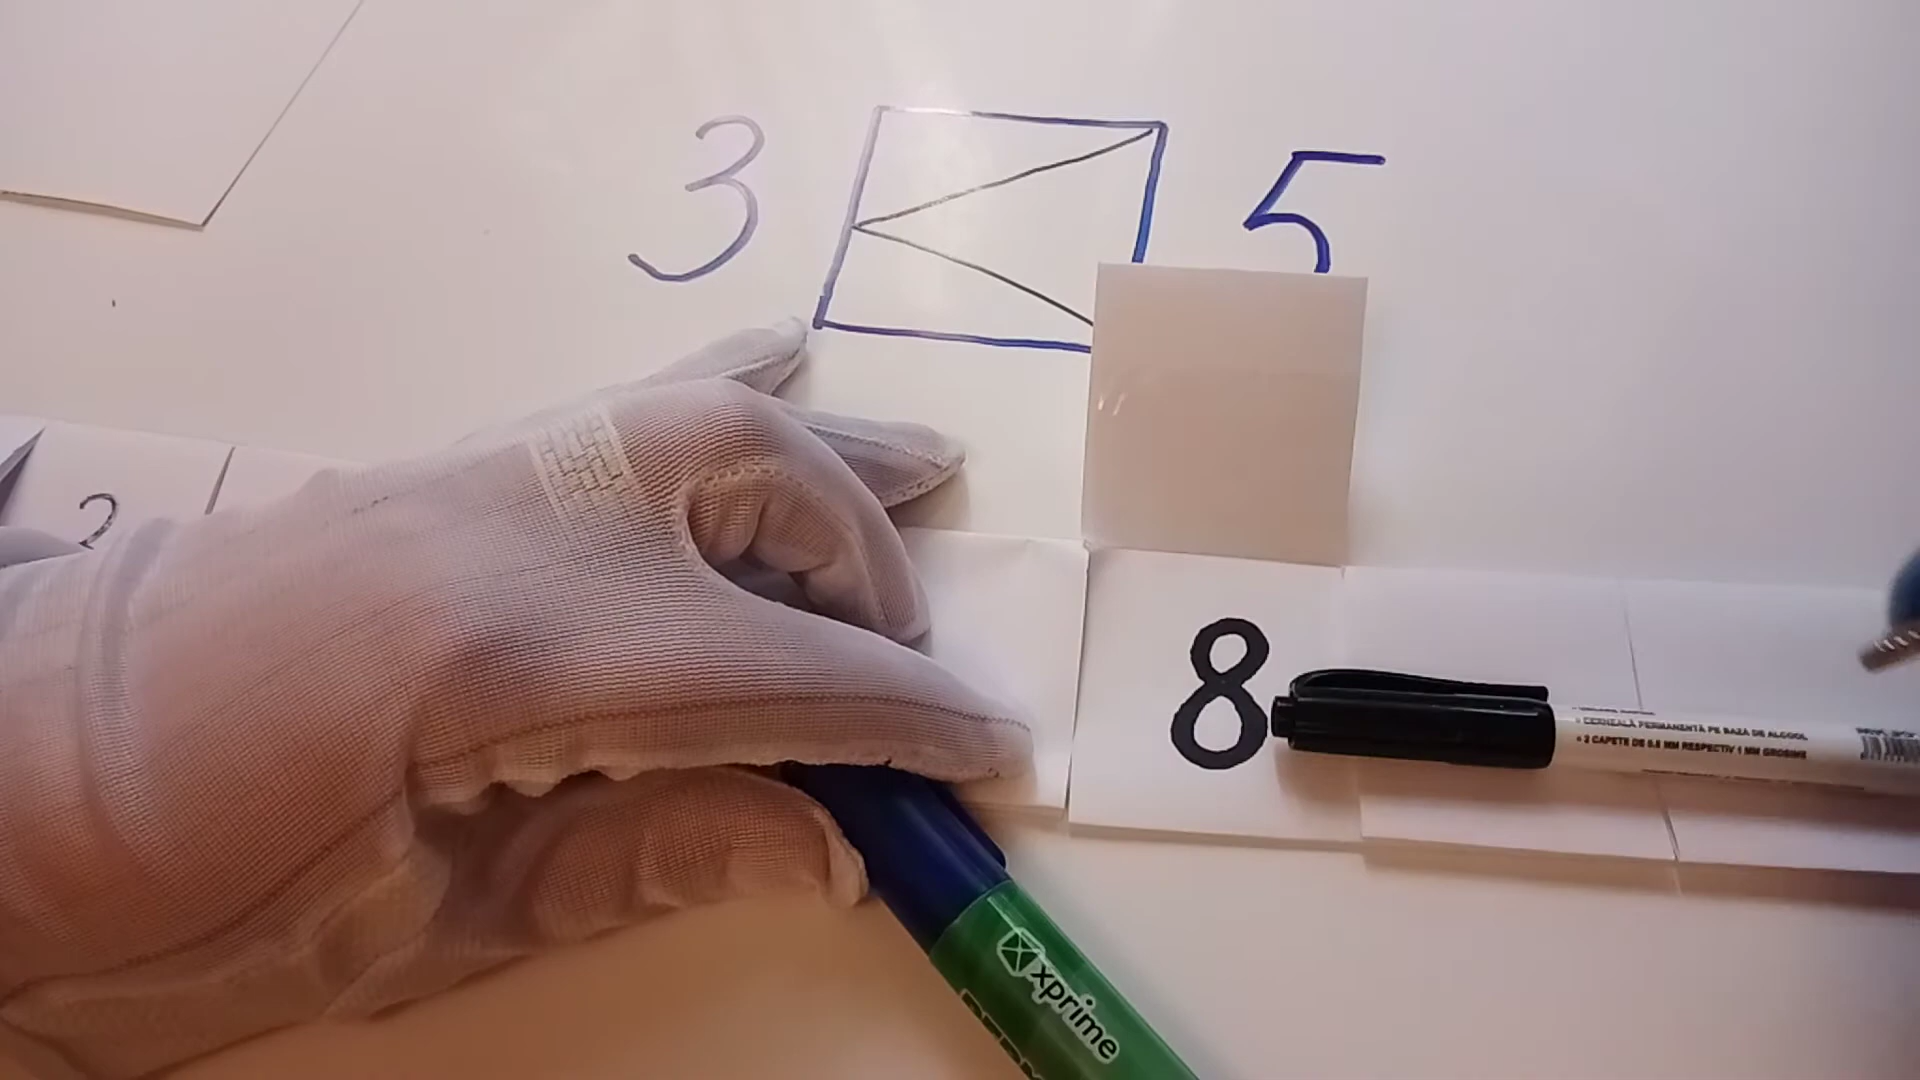 3 < 5
2
8
CERNEALĂ PERMANENTĂ PE BAZĂ DE ALCOOL
2 CAPETE DE 0.8 MM RESPECTIV 1 MM GROSIME
xprime